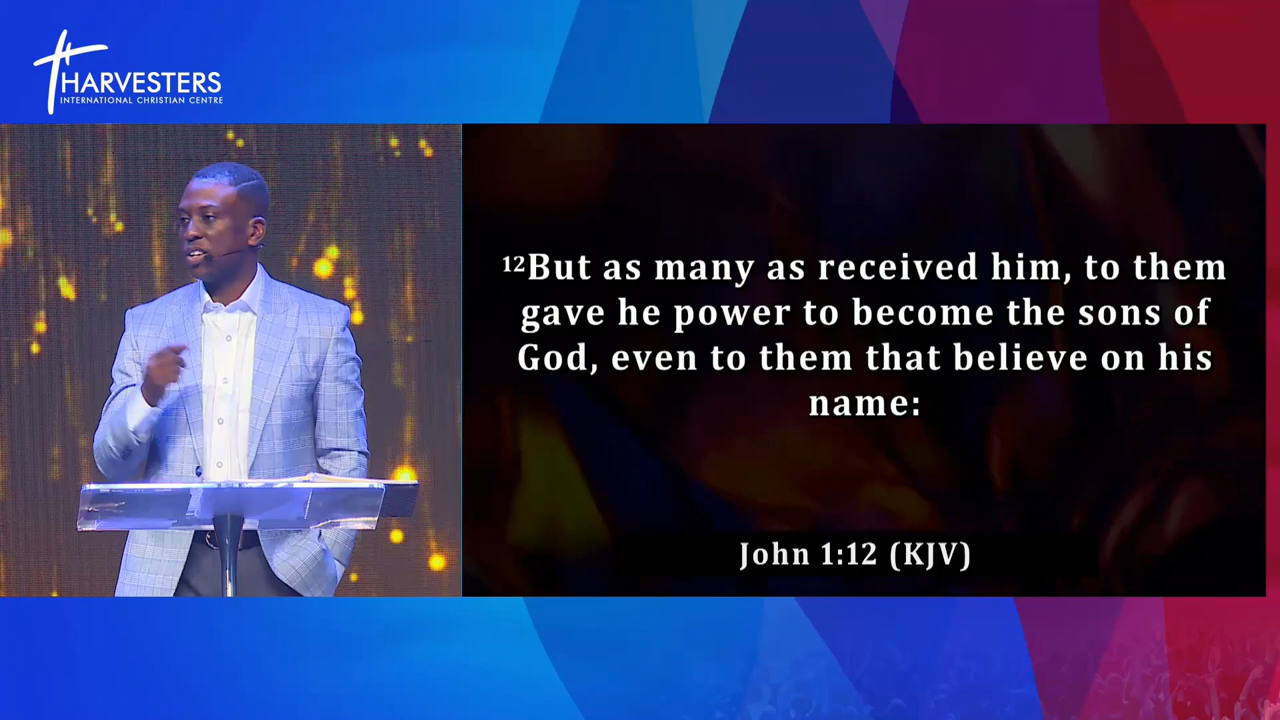 HARVESTERS
INTERNATIONAL CHRISTIAN CENTRE
¹²But as many as received him, to them
gave he power to become the sons of
God, even to them that believe on his
name:
John 1:12 (KJV)